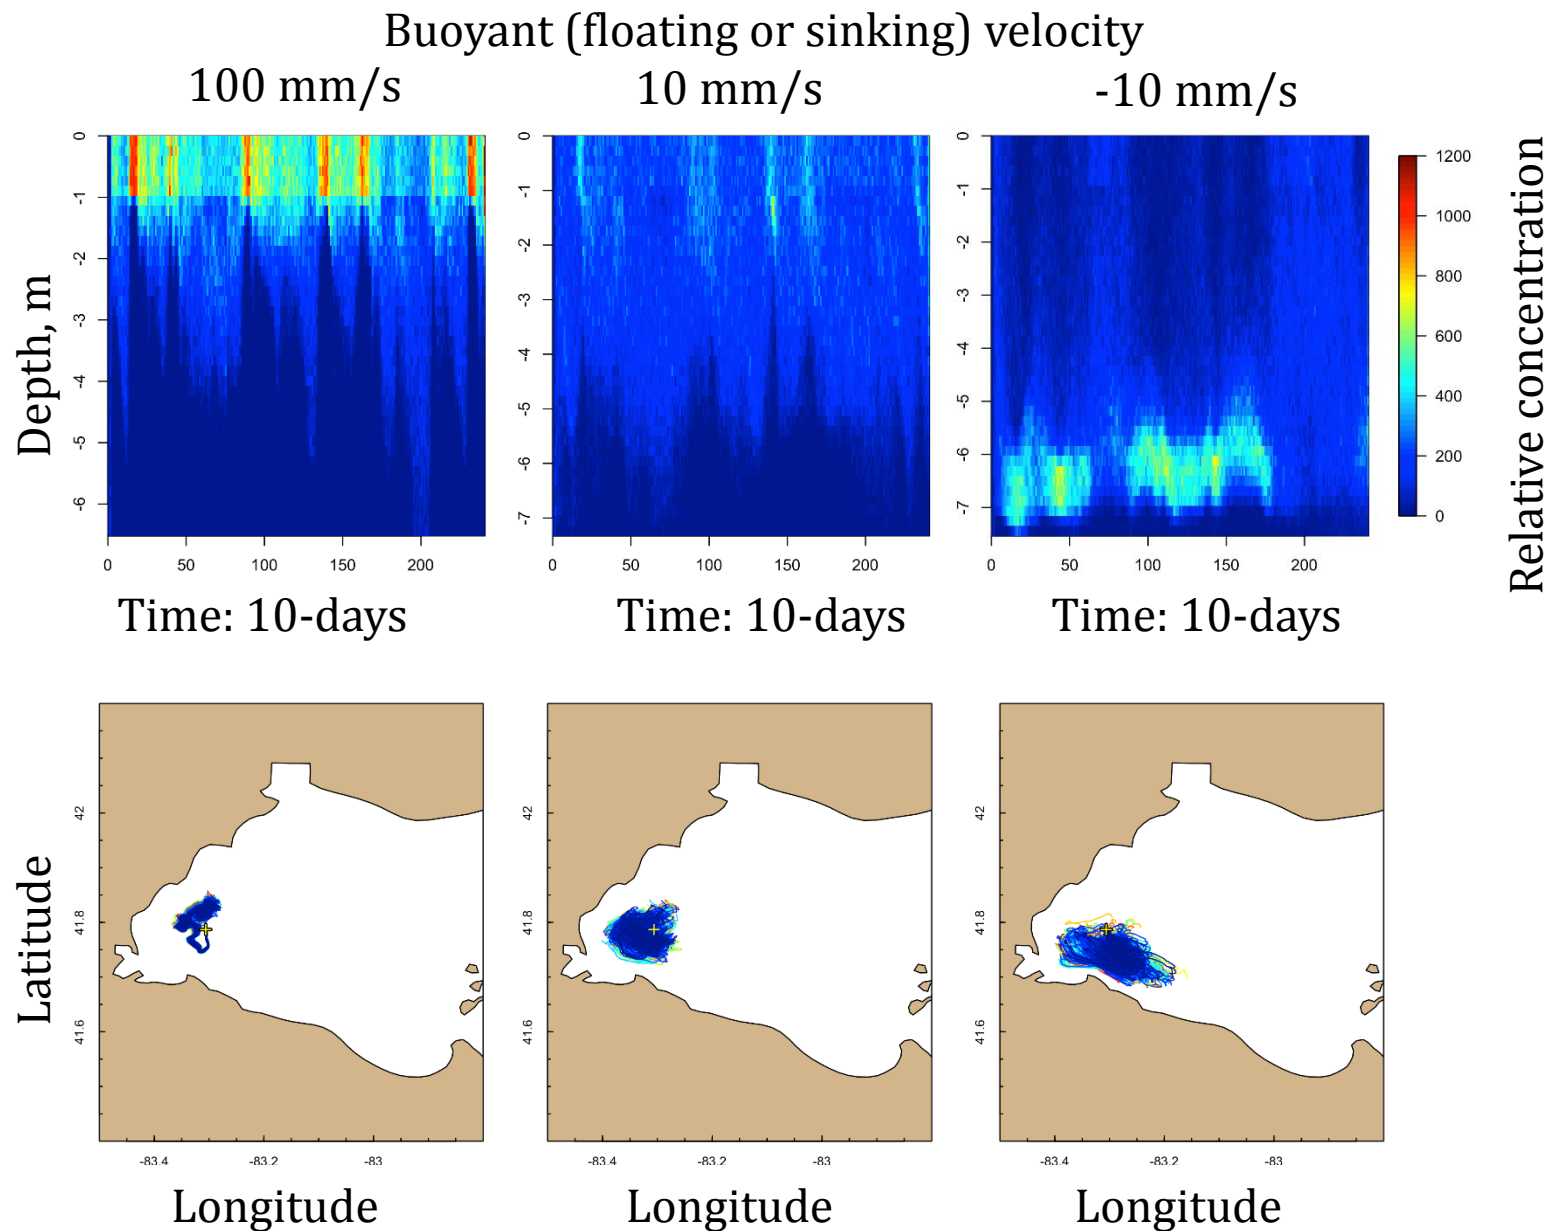 Buoyant (floating or sinking) velocity
100 mm/s 10 mm/s -10 mm/s
Depth, m
0 -1 -2 -3 -4 -5 -6
0 50 100 150 200
0 -1 -2 -3 -4 -5 -6 -7
0 50 100 150 200
0 -1 -2 -3 -4 -5 -6 -7
0 50 100 150 200
1200
1000
800
600
400
200
0
Relative concentration
Time: 10-days Time: 10-days Time: 10-days
Latitude
42 41.8 41.6
-83.4 -83.2 -83
42 41.8 41.6
-83.4 -83.2 -83
42 41.8 41.6
-83.4 -83.2 -83
Longitude Longitude Longitude